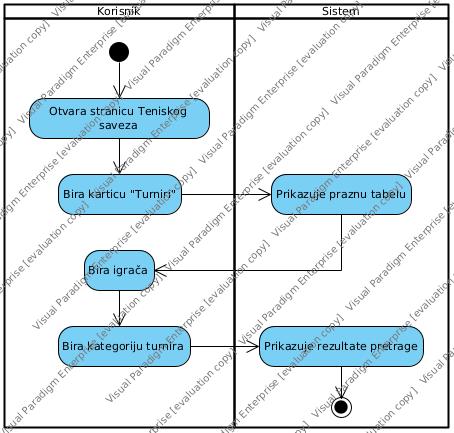 Korisnik
Sistem
Otvara stranicu Teniskog
saveza
Bira karticu "Turniri"
Prikazuje praznu tabelu
Bira igrača
Bira kategoriju turnira
Prikazuje rezultate pretrage
Visual Paradigm Enterprise [evaluation copy]